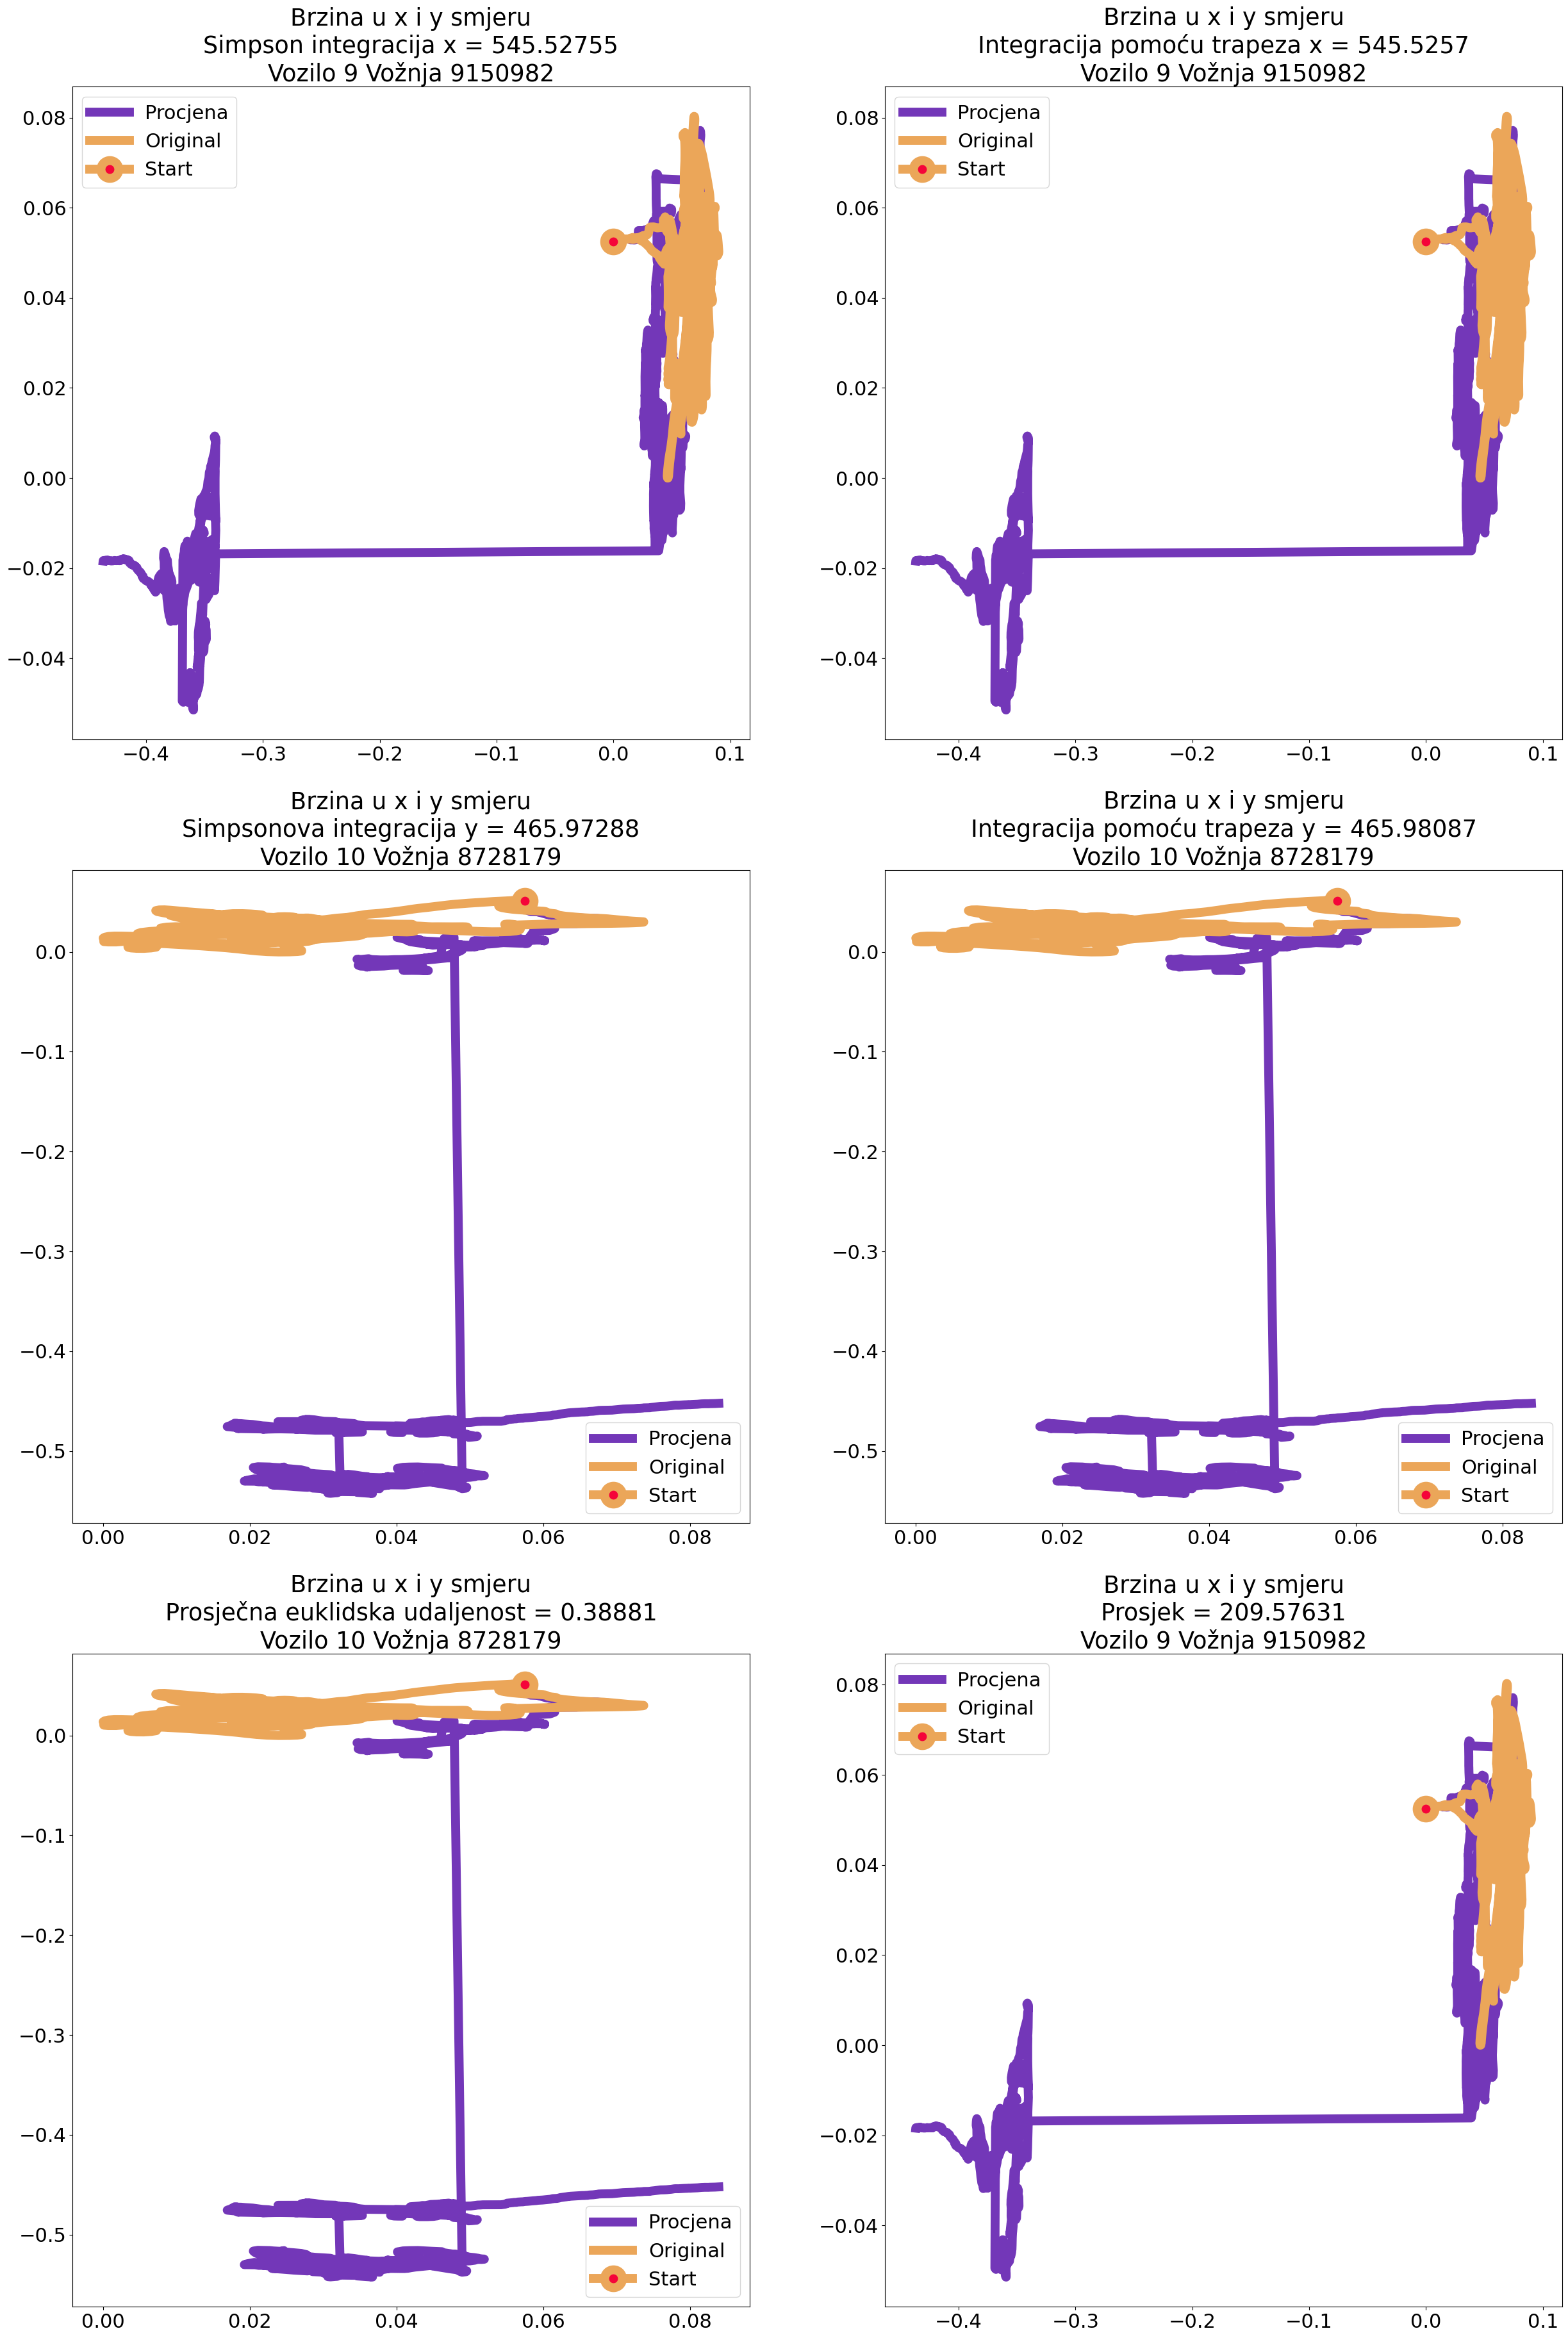 Brzina u x i y smjeru
Simpson integracija x = 545.52755
Vozilo 9 Vožnja 9150982
Procjena
Original
Start
0.08
0.06
0.04
0.02
0.00
−0.02
−0.04
−0.4
−0.3
−0.2
−0.1
0.0
0.1
Brzina u x i y smjeru
Integracija pomoću trapeza x = 545.5257
Vozilo 9 Vožnja 9150982
Procjena
Original
Start
0.08
0.06
0.04
0.02
0.00
−0.02
−0.04
−0.4
−0.3
−0.2
−0.1
0.0
0.1
Brzina u x i y smjeru
Simpsonova integracija y = 465.97288
Vozilo 10 Vožnja 8728179
0.0
−0.1
−0.2
−0.3
−0.4
−0.5
Procjena
Original
Start
0.00
0.02
0.04
0.06
0.08
Brzina u x i y smjeru
Integracija pomoću trapeza y = 465.98087
Vozilo 10 Vožnja 8728179
0.0
−0.1
−0.2
−0.3
−0.4
−0.5
Procjena
Original
Start
0.00
0.02
0.04
0.06
0.08
Brzina u x i y smjeru
Prosječna euklidska udaljenost = 0.38881
Vozilo 10 Vožnja 8728179
0.0
−0.1
−0.2
−0.3
−0.4
−0.5
Procjena
Original
Start
0.00
0.02
0.04
0.06
0.08
Brzina u x i y smjeru
Prosjek = 209.57631
Vozilo 9 Vožnja 9150982
Procjena
Original
Start
0.08
0.06
0.04
0.02
0.00
−0.02
−0.04
−0.4
−0.3
−0.2
−0.1
0.0
0.1